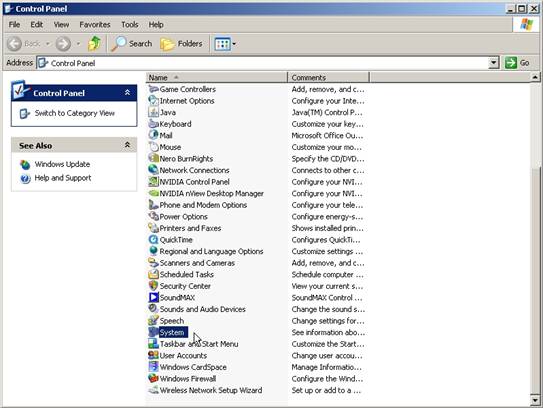 Control Panel
File Edit View Favorites Tools Help
Back Search Folders
Address Control Panel Go
Control Panel
Switch to Category View
See Also
Windows Update
Help and Support
Name Comments
Game Controllers Add, remove, and c...
Internet Options Configure your Inte...
Java Java(TM) Control P...
Keyboard Customize your key...
Mail Microsoft Office Ou...
Mouse Customize your mo...
Nero BurnRights Specify the CD/DVD...
Network Connections Connects to other c...
NVIDIA Control Panel Configure your NVI...
NVIDIA nView Desktop Manager Configure your NVI...
Phone and Modem Options Configure your tele...
Power Options Configure energy-s...
Printers and Faxes Shows installed prin...
QuickTime Configures QuickTi...
Regional and Language Options Customize settings ...
Scanners and Cameras Add, remove, and c...
Scheduled Tasks Schedule computer ...
Security Center View your current s...
SoundMAX SoundMAX Control ...
Sounds and Audio Devices Change the sound s...
Speech Change settings for...
System See information abo...
Taskbar and Start Menu Customize the Start...
User Accounts Change user accou...
Windows CardSpace Manage Informatio...
Windows Firewall Configure the Wind...
Wireless Network Setup Wizard Set up or add to a ...